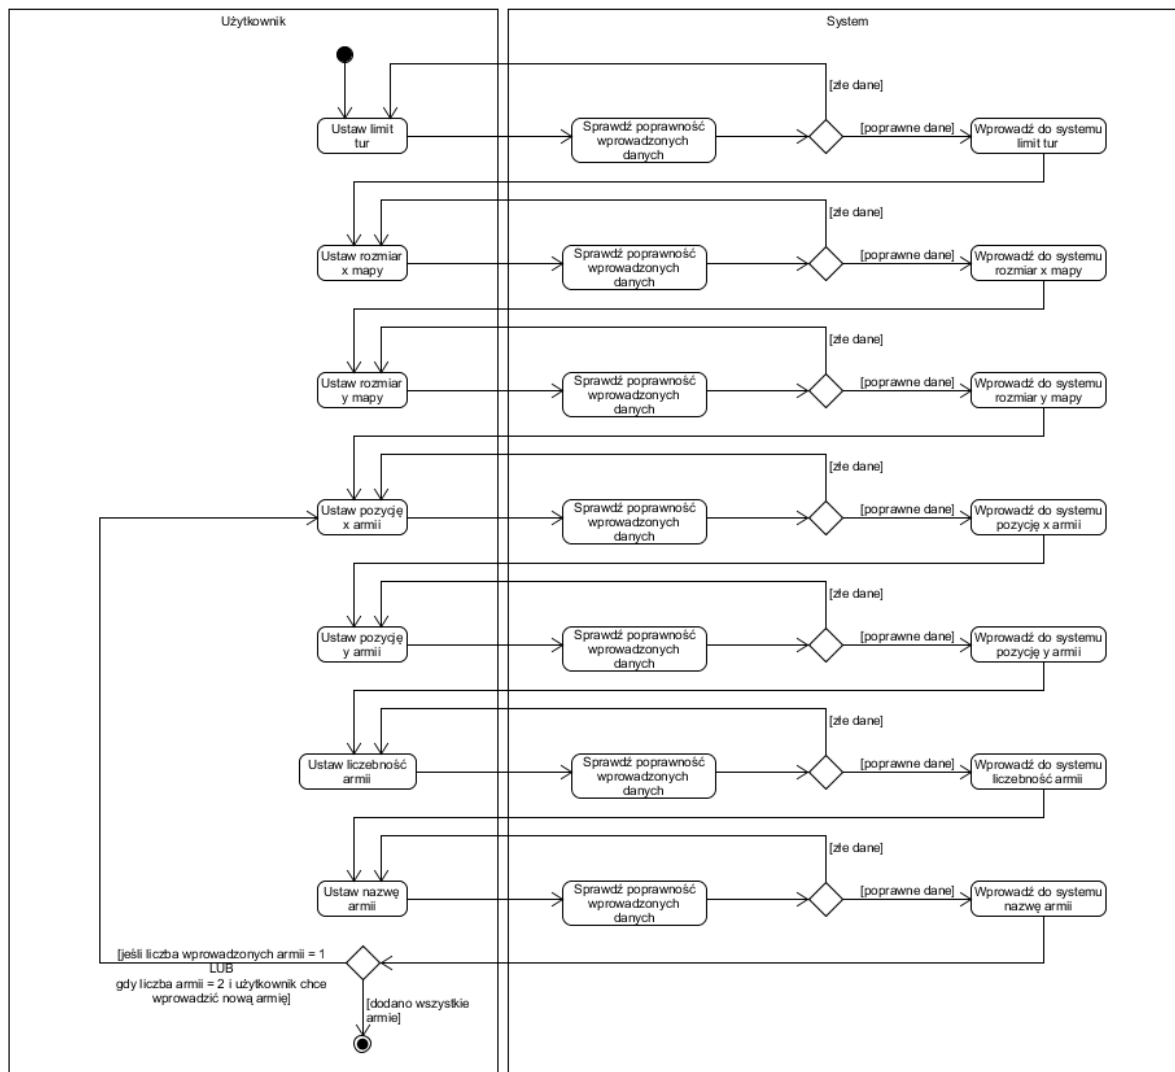 Użytkownik
System
[złe dane]
Ustaw limit
tur
Sprawdź poprawność
wprowadzonych
danych
[poprawne dane]
Wprowadź do systemu
limit tur
[złe dane]
Ustaw rozmiar
x mapy
Sprawdź poprawność
wprowadzonych
danych
[poprawne dane]
Wprowadź do systemu
rozmiar x mapy
[złe dane]
Ustaw rozmiar
y mapy
Sprawdź poprawność
wprowadzonych
danych
[poprawne dane]
Wprowadź do systemu
rozmiar y mapy
[złe dane]
Ustaw pozycję
x armii
Sprawdź poprawność
wprowadzonych
danych
[poprawne dane]
Wprowadź do systemu
pozycję x armii
[złe dane]
Ustaw pozycję
y armii
Sprawdź poprawność
wprowadzonych
danych
[poprawne dane]
Wprowadź do systemu
pozycję y armii
[złe dane]
Ustaw liczebność
armii
Sprawdź poprawność
wprowadzonych
danych
[poprawne dane]
Wprowadź do systemu
liczebność armii
[złe dane]
Ustaw nazwę
armii
Sprawdź poprawność
wprowadzonych
danych
[poprawne dane]
Wprowadź do systemu
nazwę armii
[jeśli liczba wprowadzonych armii = 1
LUB
gdy liczba armii = 2 i użytkownik chce
wprowadzić nową armię]
[dodano wszystkie
armie]